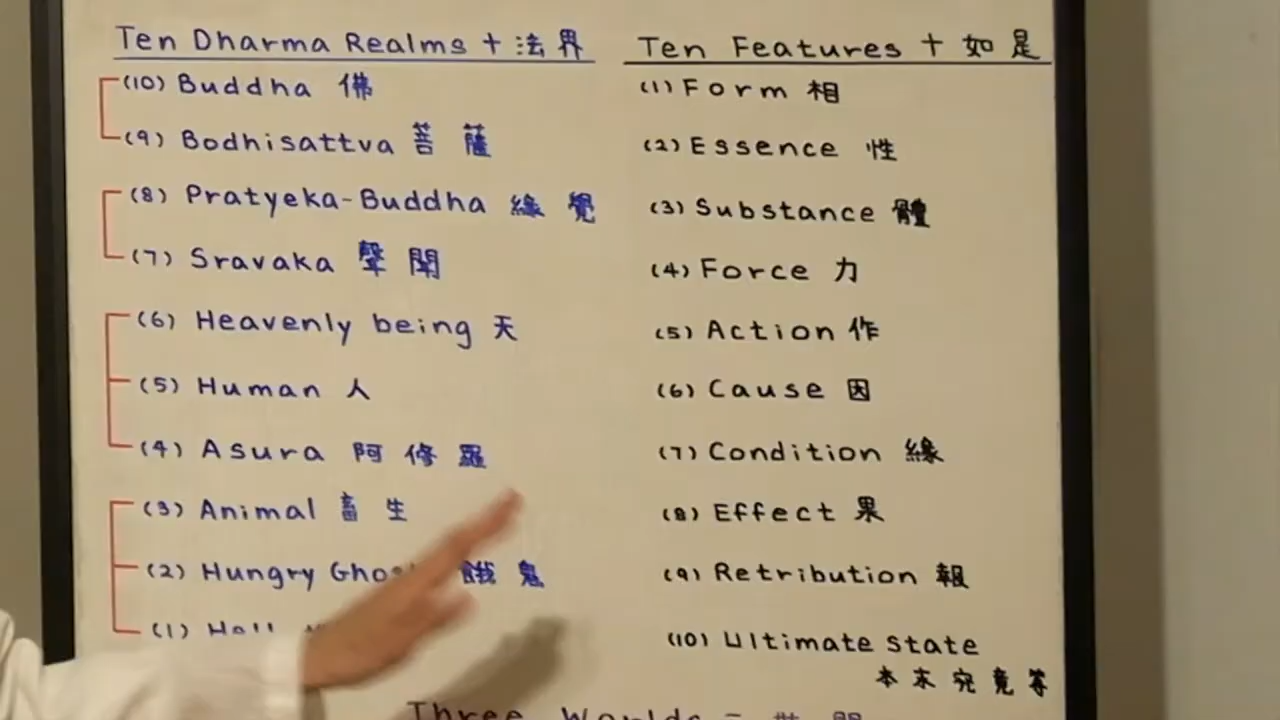 Ten Dharma Realms 十法界
(10) Buddha 佛
(9) Bodhisattva 菩薩
(8) Pratyeka-Buddha 緣覺
(7) Sravaka 聲聞
(6) Heavenly being 天
(5) Human 人
(4) Asura 阿修羅
(3) Animal 畜生
(2) Hungry 餓鬼
(1)
Ten Features 十如是
(1) Form 相
(2) Essence 性
(3) Substance 體
(4) Force 力
(5) Action 作
(6) Cause 因
(7) Condition 緣
(8) Effect 果
(9) Retribution 報
(10) Ultimate State
本末究竟等
Three Worlds =